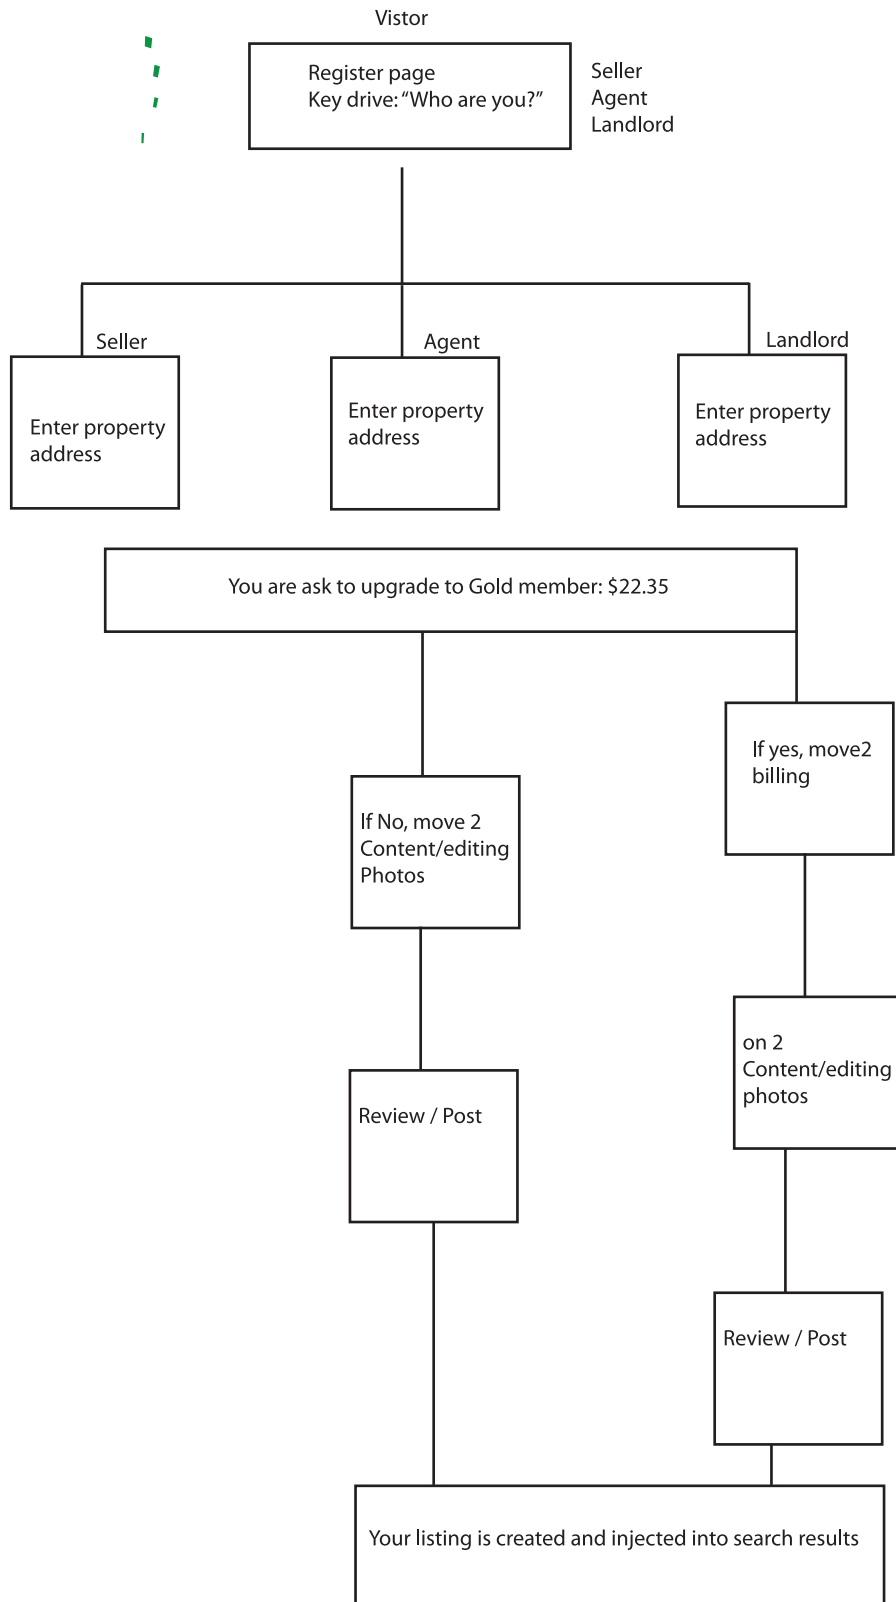 Vistor
Register page
Key drive: “Who are you?”
Seller
Agent
Landlord
Seller
Agent
Landlord
Enter property
address
Enter property
address
Enter property
address
You are ask to upgrade to Gold member: $22.35
If yes, move2
billing
If No, move 2
Content/editing
Photos
on 2
Content/editing
photos
Review / Post
Review / Post
Your listing is created and injected into search results